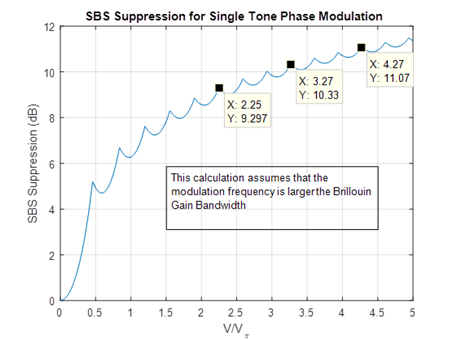 SBS Suppression for Single Tone Phase Modulation
12
10
8
6
4
2
0
SBS Suppression (dB)
X: 2.25
Y: 9.297
X: 3.27
Y: 10.33
X: 4.27
Y: 11.07
This calculation assumes that the
modulation frequency is largerthe Brillouin
Gain Bandwidth
0 0.5 1 1.5 2 2.5 3 3.5 4 4.5 5
V/Vπ